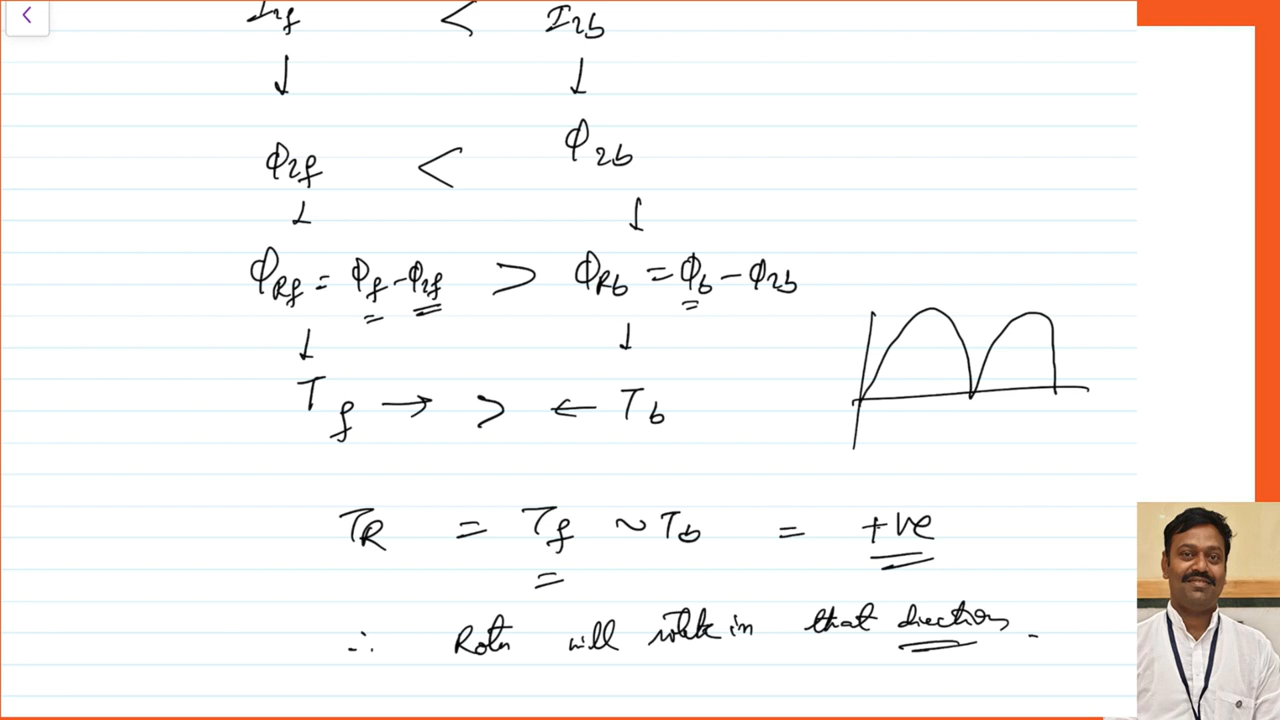 I2f < I2b
↓ ↓
Φ2f < Φ2b
↓ ↓
ΦRf = Φf - Φ2f > ΦRb = Φb - Φ2b
↓ ↓
Tf → > ← Tb
TR = Tf ~ Tb = +ve
∴ Rotor will rotate in that direction.